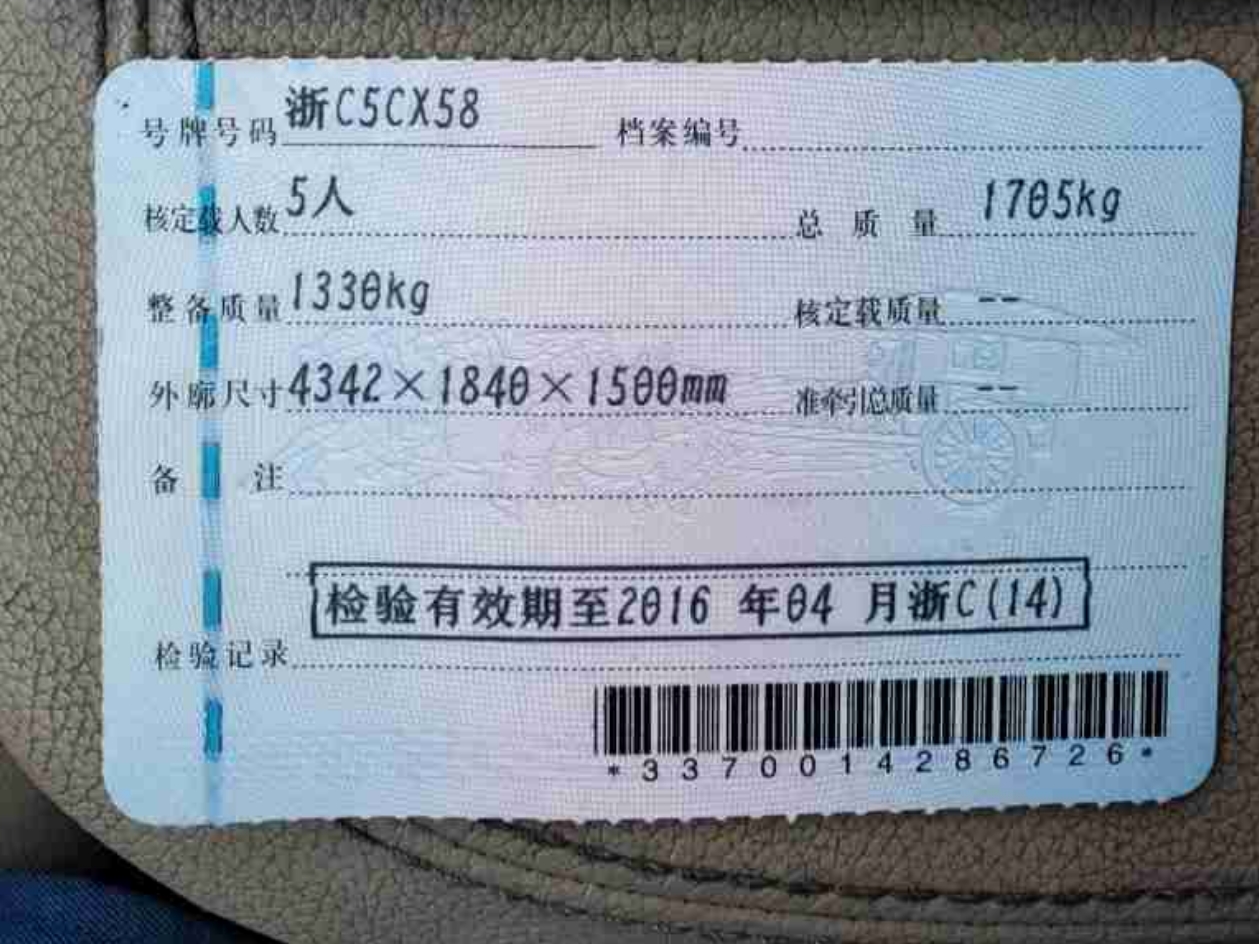 号牌号码 浙C5CX58 档案编号
核定载人数 5人 总质量 1705kg
整备质量 1330kg 核定载质量 --
外廓尺寸 4342×1840×1500mm 准牵引总质量 --
备注
检验有效期至2016 年04 月浙C(14)
检验记录
*3370014286726*